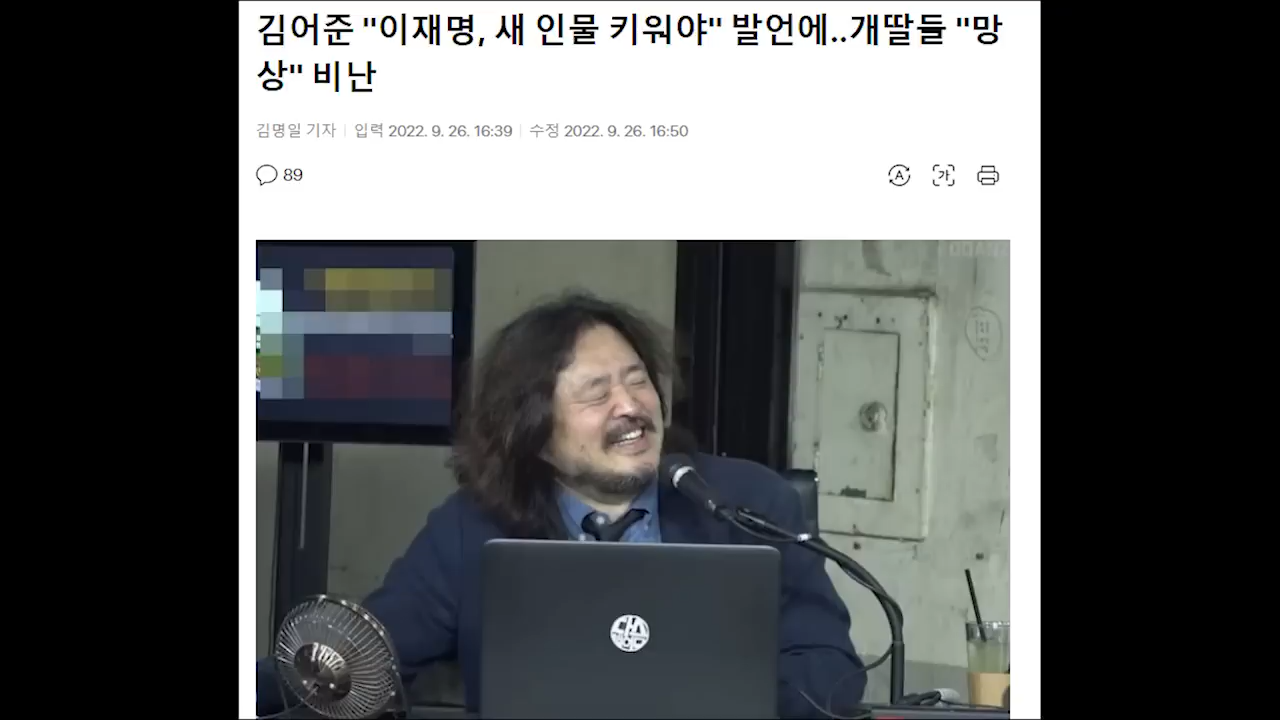 김어준 "이재명, 새 인물 키워야" 발언에..개딸들 "망
상" 비난
김명일 기자 | 입력 2022. 9. 26. 16:39 | 수정 2022. 9. 26. 16:50
89
A
가